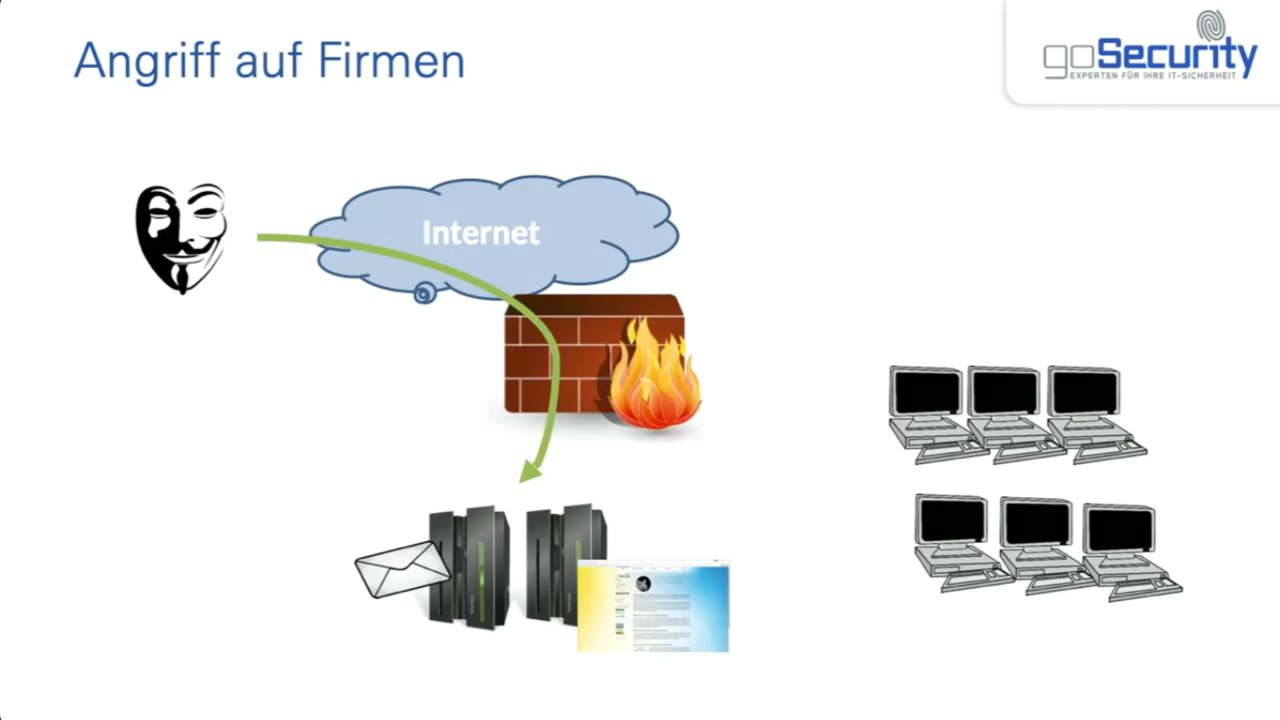 Angriff auf Firmen
goSecurity
EXPERTEN FÜR IHRE IT-SICHERHEIT
Internet